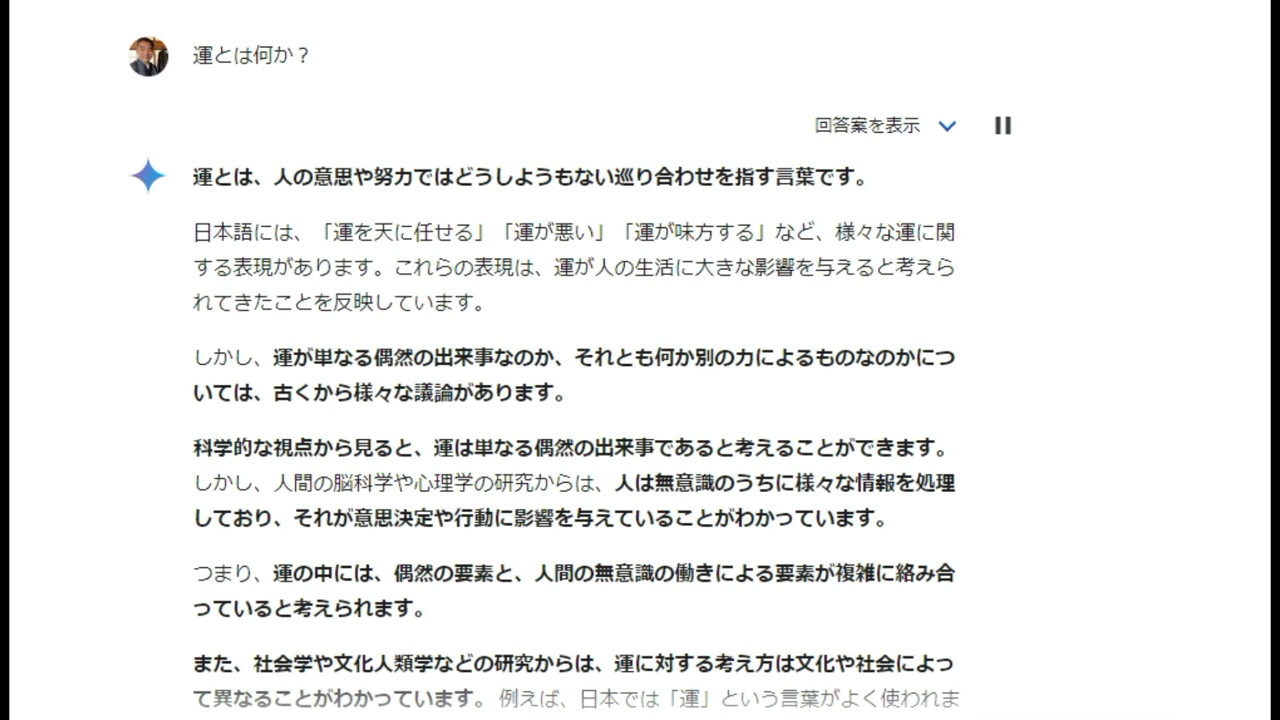 運とは何か？
回答案を表示
運とは、人の意思や努力ではどうしようもない巡り合わせを指す言葉です。
日本語には、「運を天に任せる」「運が悪い」「運が味方する」など、様々な運に関
する表現があります。これらの表現は、運が人の生活に大きな影響を与えると考えら
れてきたことを反映しています。
しかし、運が単なる偶然の出来事なのか、それとも何か別の力によるものなのかにつ
いては、古くから様々な議論があります。
科学的な視点から見ると、運は単なる偶然の出来事であると考えることができます。
しかし、人間の脳科学や心理学の研究からは、人は無意識のうちに様々な情報を処理
しており、それが意思決定や行動に影響を与えていることがわかっています。
つまり、運の中には、偶然の要素と、人間の無意識の働きによる要素が複雑に絡み合
っていると考えられます。
また、社会学や文化人類学などの研究からは、運に対する考え方は文化や社会によっ
て異なることがわかっています。 例えば、日本では「運」という言葉がよく使われま